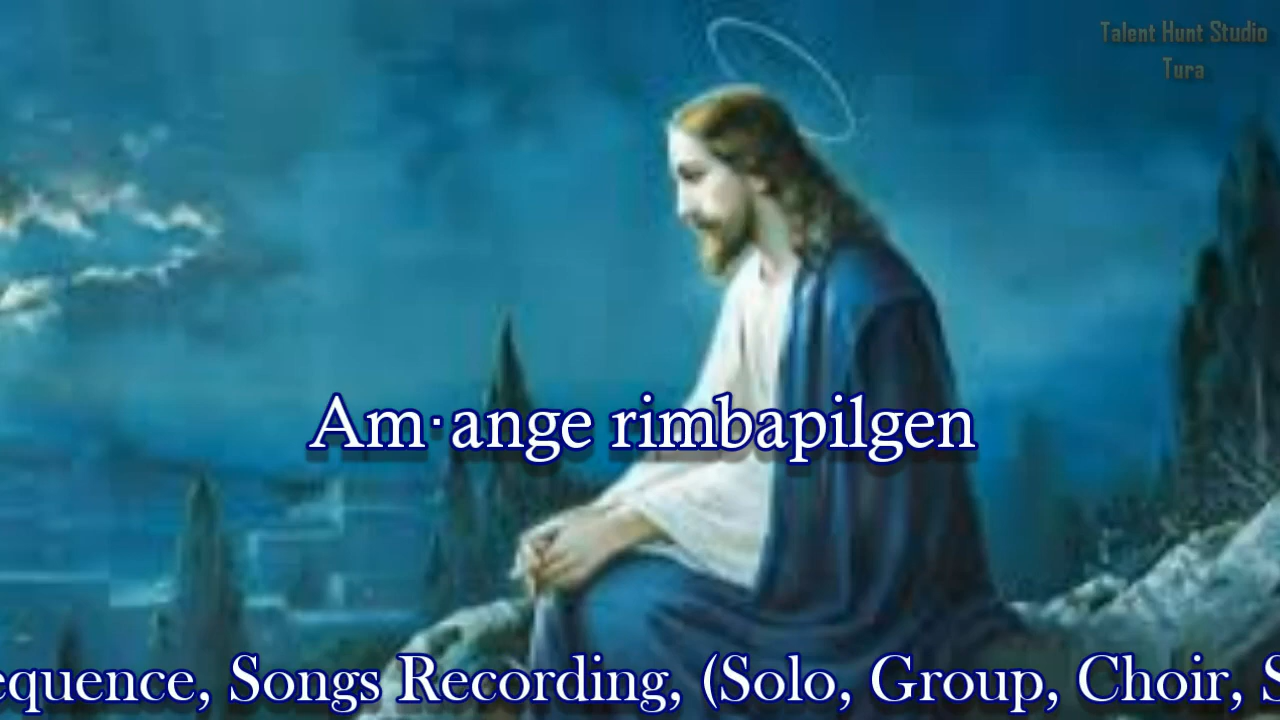 Talent Hunt Studio
Tura
Am·ange rimbapilgen
equence, Songs Recording, (Solo, Group, Choir, S